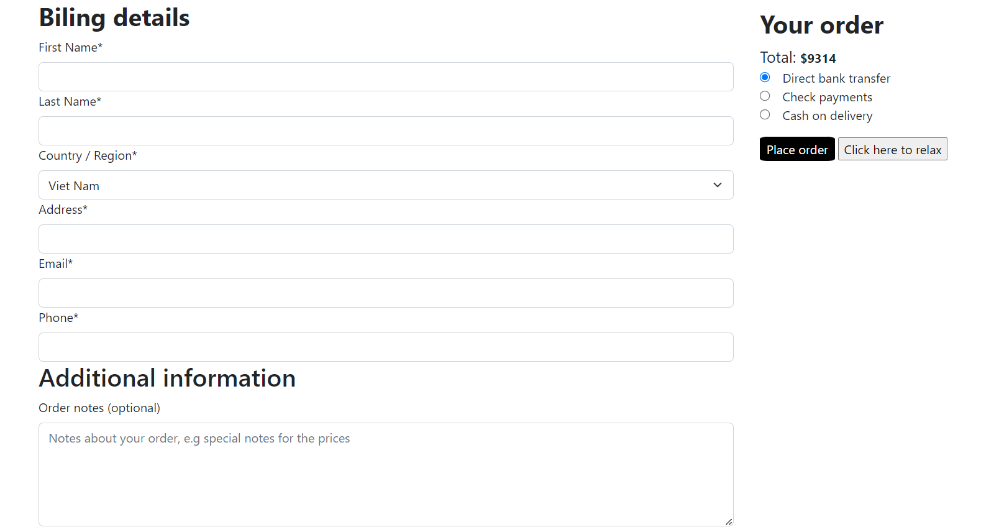 Biling details
First Name*
Last Name*
Country / Region*
Viet Nam
Address*
Email*
Phone*
Additional information
Order notes (optional)
Notes about your order, e.g special notes for the prices
Your order
Total: $9314
Direct bank transfer
Check payments
Cash on delivery
Place order
Click here to relax